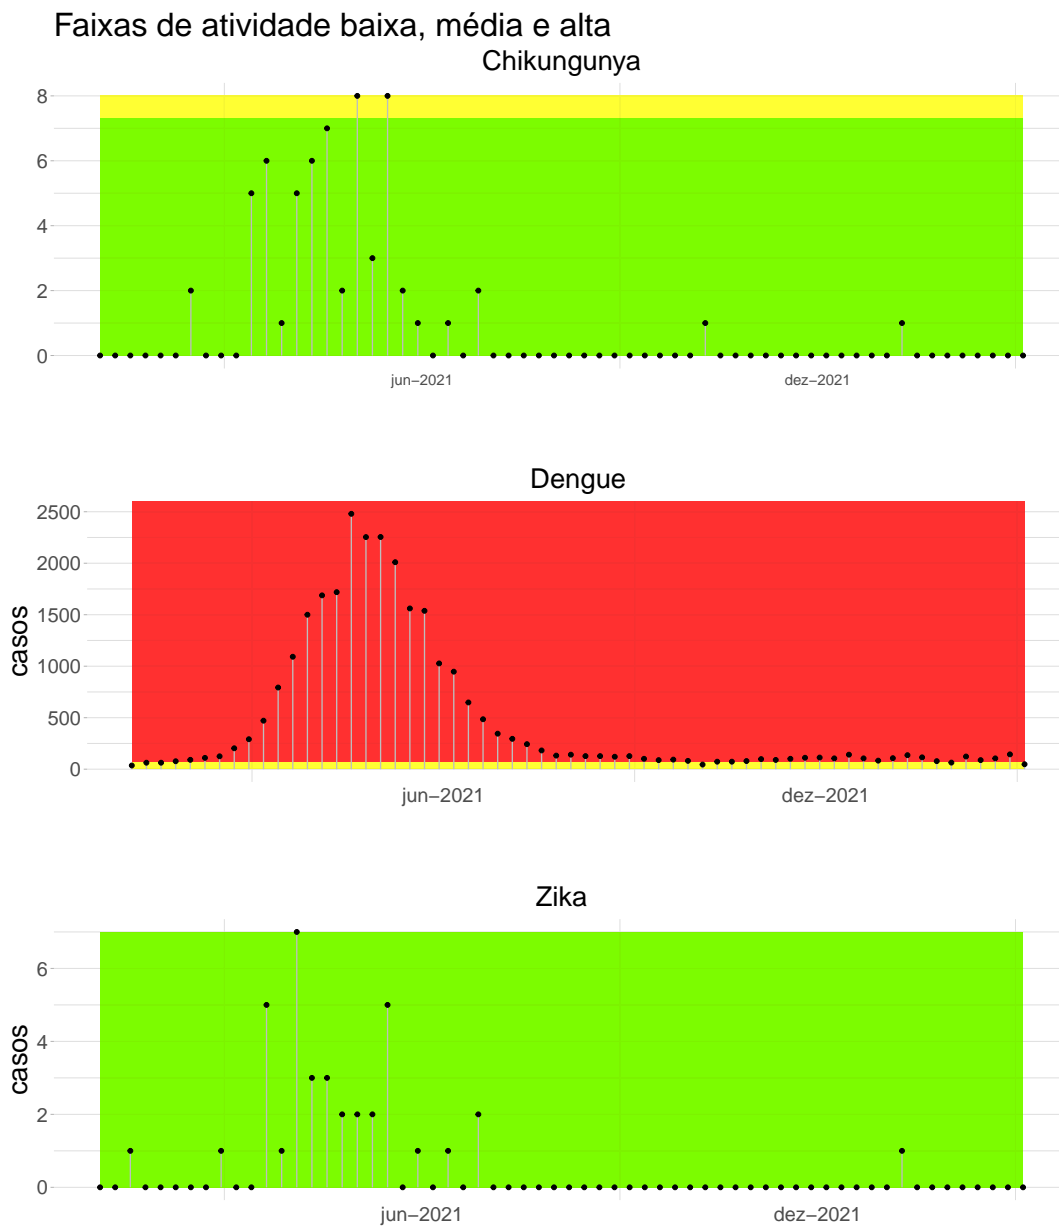 Faixas de atividade baixa, média e alta
Chikungunya
8
6
4
2
0
jun−2021
dez−2021
Dengue
casos
2500
2000
1500
1000
500
0
jun−2021
dez−2021
Zika
casos
6
4
2
0
jun−2021
dez−2021